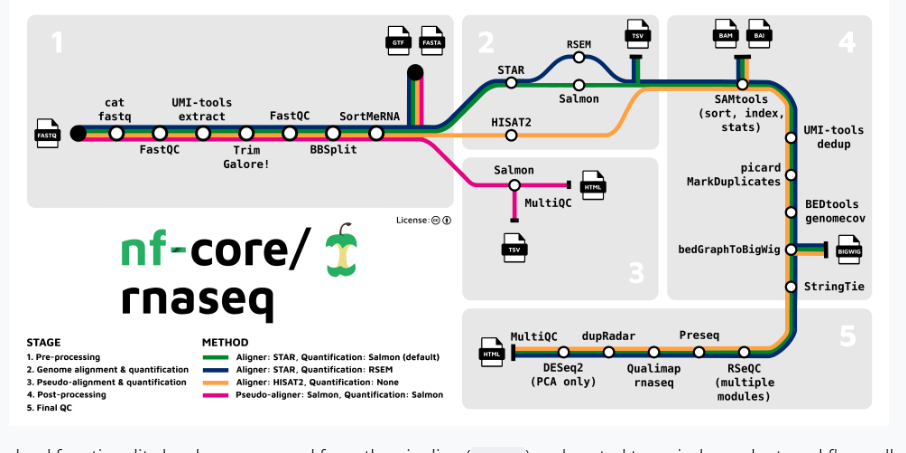 1
GTF
FASTA
FASTQ
cat
fastq
FastQC
UMI-tools
extract
Trim
Galore!
FastQC
BBSplit
SortMeRNA
2
STAR
RSEM
Salmon
HISAT2
TSV
Salmon
MultiQC
HTML
TSV
3
4
BAM
BAI
SAMtools
(sort, index,
stats)
UMI-tools
dedup
picard
MarkDuplicates
BEDtools
genomecov
bedGraphToBigWig
BIGWIG
StringTie
5
HTML
MultiQC
DESeq2
(PCA only)
dupRadar
Qualimap
rnaseq
Preseq
RSeQC
(multiple
modules)
License:
nf-core/
rnaseq
STAGE
1. Pre-processing
2. Genome alignment & quantification
3. Pseudo-alignment & quantification
4. Post-processing
5. Final QC
METHOD
Aligner: STAR, Quantification: Salmon (default)
Aligner: STAR, Quantification: RSEM
Aligner: HISAT2, Quantification: None
Pseudo-aligner: Salmon, Quantification: Salmon